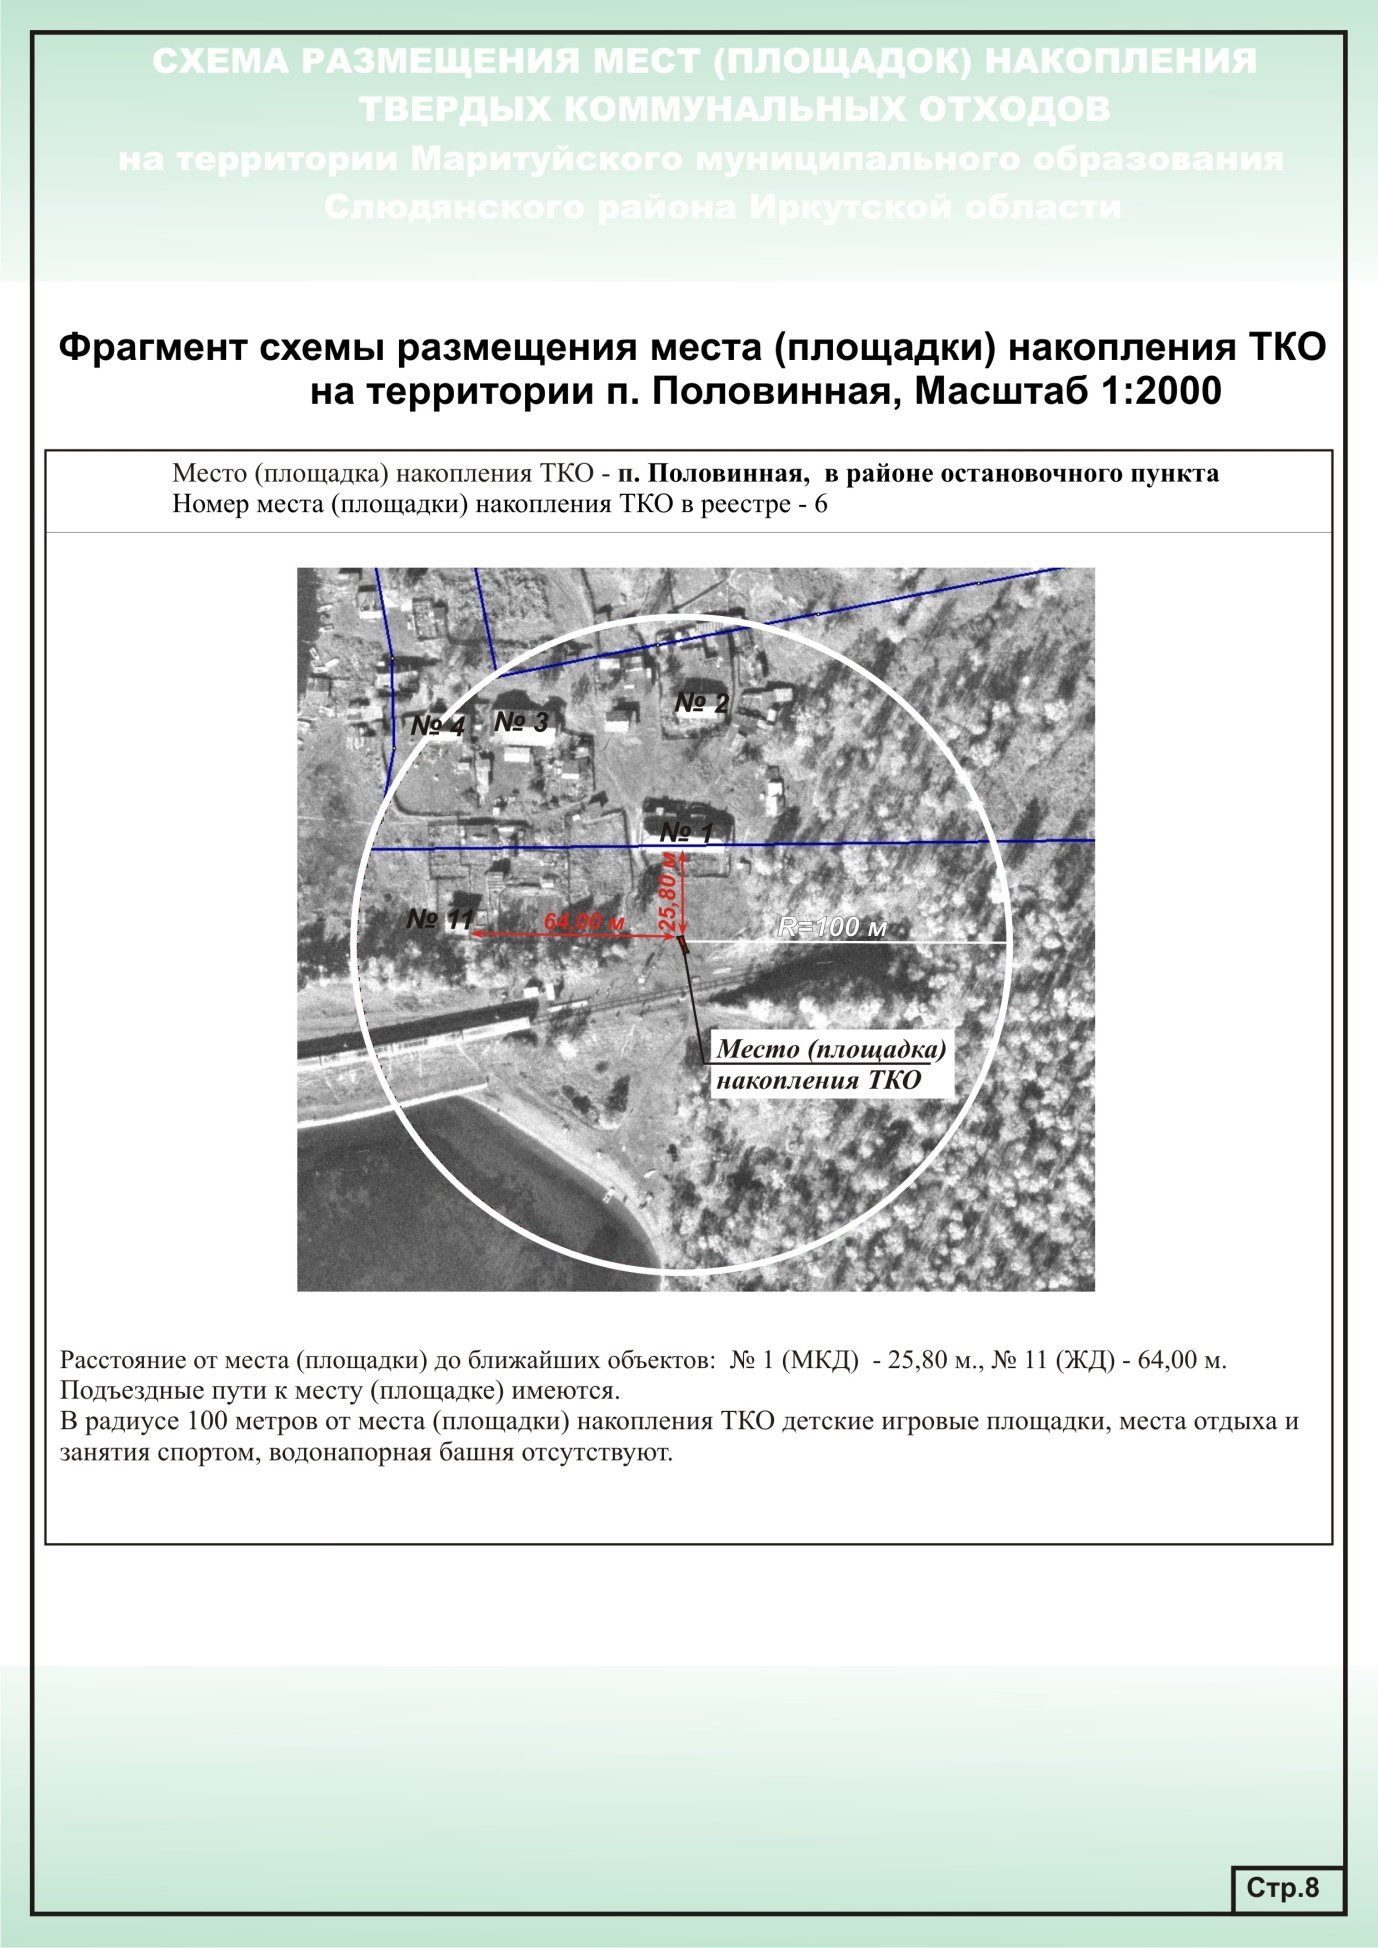 СХЕМА РАЗМЕЩЕНИЯ МЕСТ (ПЛОЩАДОК) НАКОПЛЕНИЯ
ТВЕРДЫХ КОММУНАЛЬНЫХ ОТХОДОВ
на территории Маритуйского муниципального образования
Слюдянского района Иркутской области
Фрагмент схемы размещения места (площадки) накопления ТКО
на территории п. Половинная, Масштаб 1:2000
Место (площадка) накопления ТКО - п. Половинная, в районе остановочного пункта
Номер места (площадки) накопления ТКО в реестре - 6
№ 2
№ 4
№ 3
№ 1
25,80 м
№ 11
64,00 м
R=100 м
Место (площадка)
накопления ТКО
Расстояние от места (площадки) до ближайших объектов: № 1 (МКД) - 25,80 м., № 11 (ЖД) - 64,00 м.
Подъездные пути к месту (площадке) имеются.
В радиусе 100 метров от места (площадки) накопления ТКО детские игровые площадки, места отдыха и
занятия спортом, водонапорная башня отсутствуют.
Стр.8